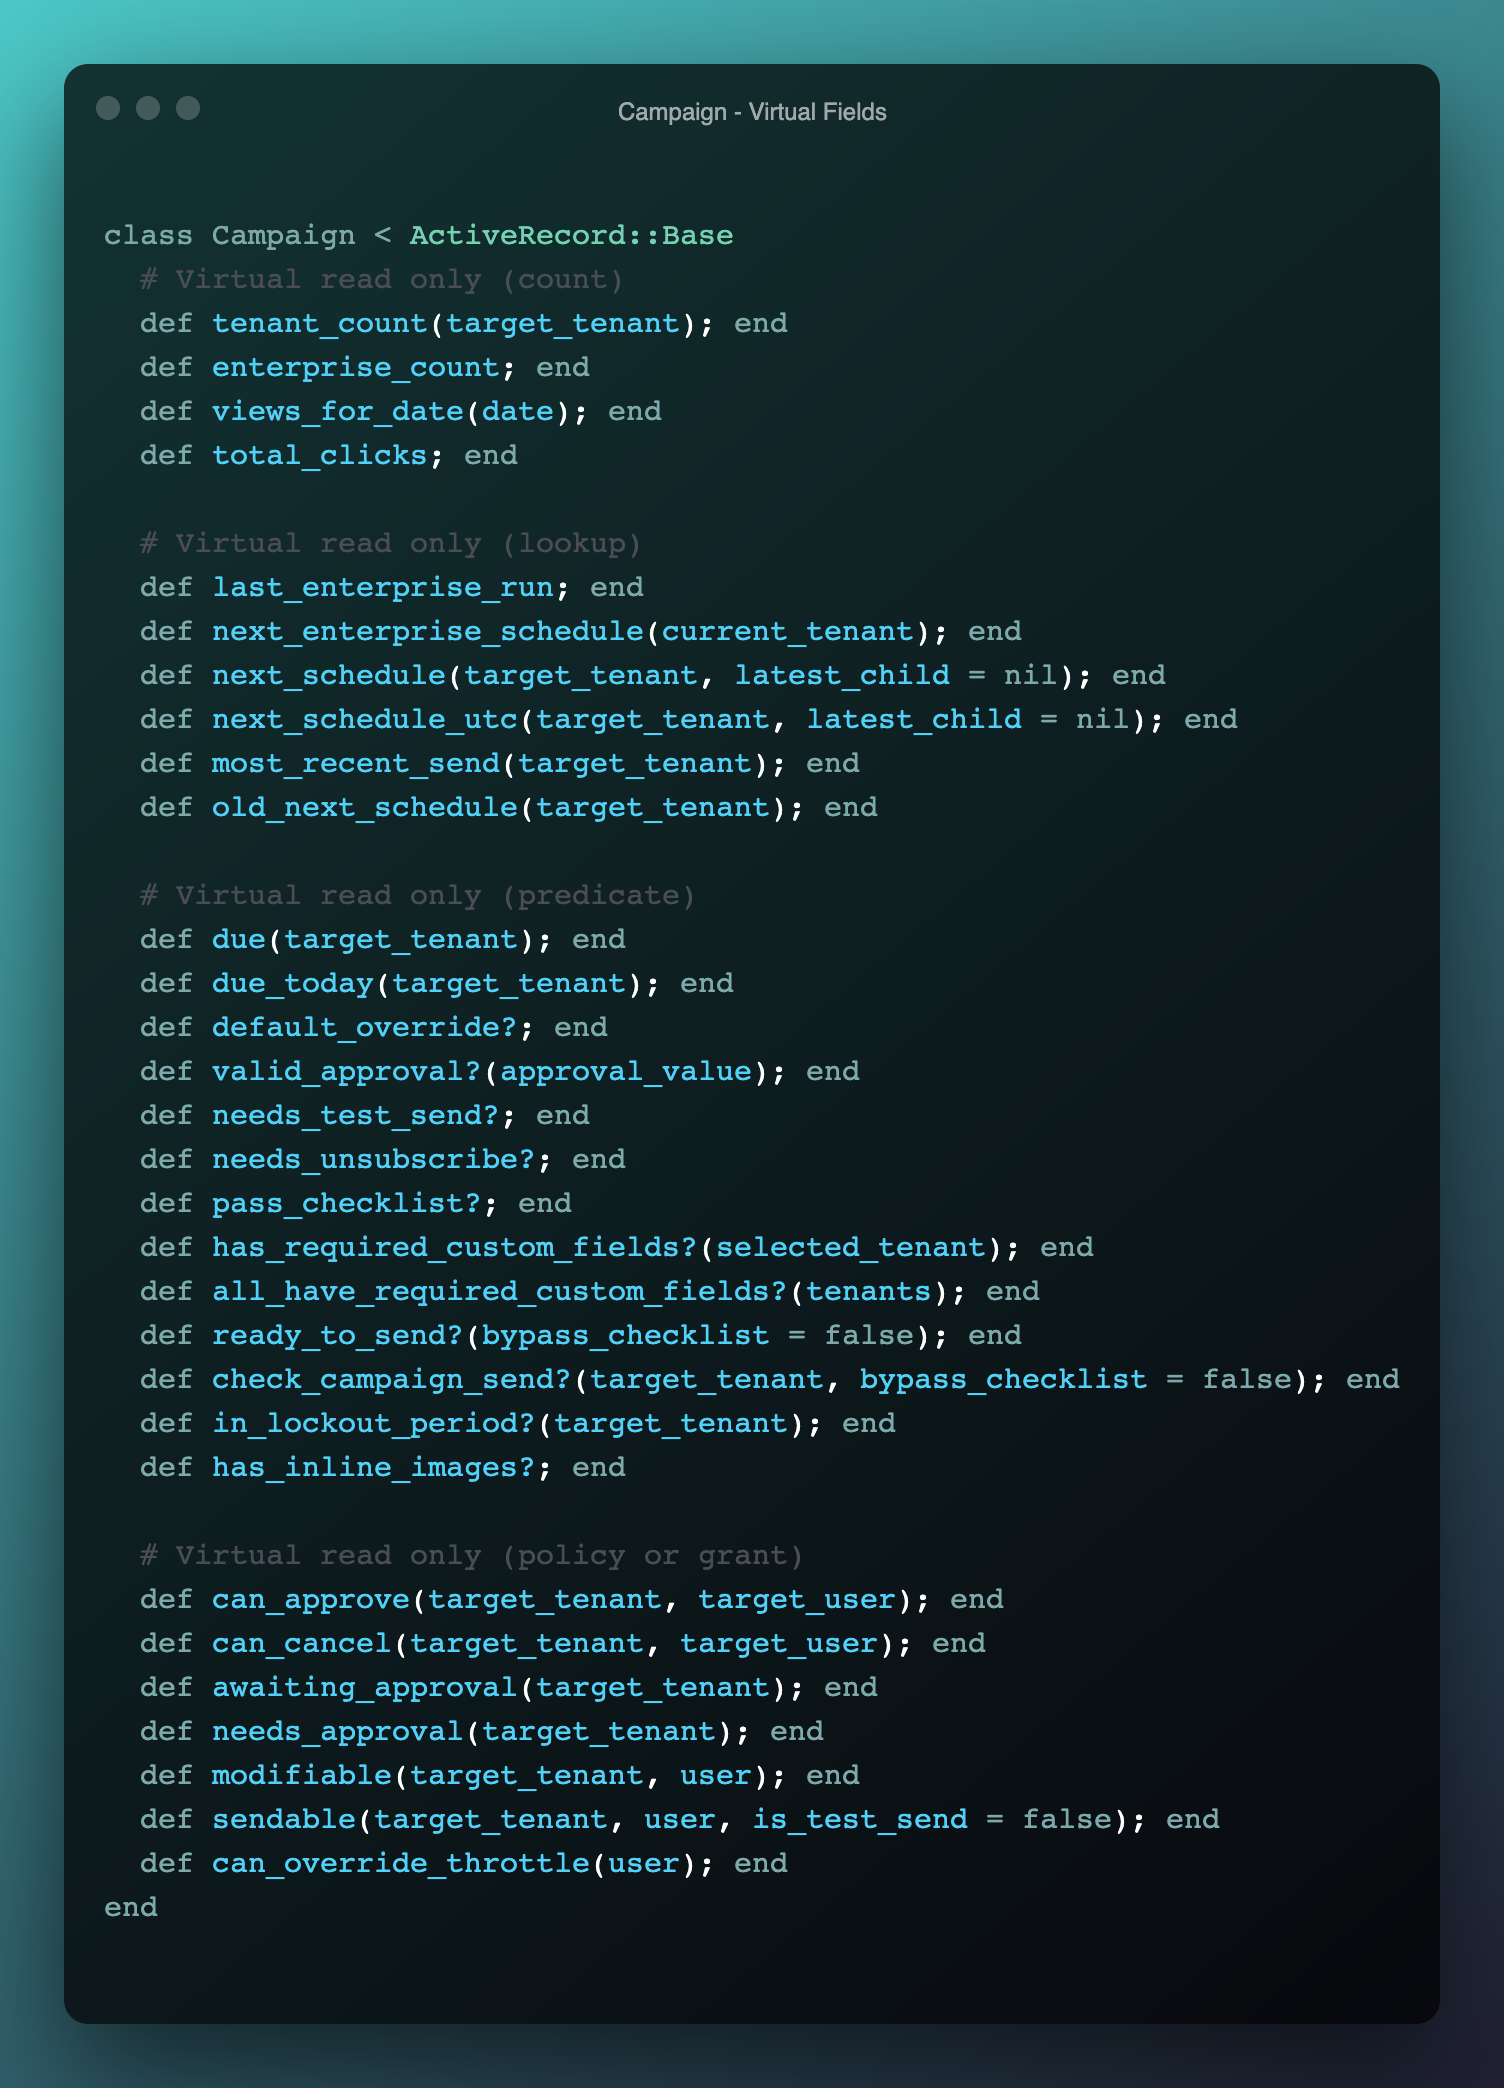 Campaign - Virtual Fields
class Campaign < ActiveRecord::Base
# Virtual read only (count)
def tenant_count(target_tenant); end
def enterprise_count; end
def views_for_date(date); end
def total_clicks; end
# Virtual read only (lookup)
def last_enterprise_run; end
def next_enterprise_schedule(current_tenant); end
def next_schedule(target_tenant, latest_child = nil); end
def next_schedule_utc(target_tenant, latest_child = nil); end
def most_recent_send(target_tenant); end
def old_next_schedule(target_tenant); end
# Virtual read only (predicate)
def due(target_tenant); end
def due_today(target_tenant); end
def default_override?; end
def valid_approval?(approval_value); end
def needs_test_send?; end
def needs_unsubscribe?; end
def pass_checklist?; end
def has_required_custom_fields?(selected_tenant); end
def all_have_required_custom_fields?(tenants); end
def ready_to_send?(bypass_checklist = false); end
def check_campaign_send?(target_tenant, bypass_checklist = false); end
def in_lockout_period?(target_tenant); end
def has_inline_images?; end
# Virtual read only (policy or grant)
def can_approve(target_tenant, target_user); end
def can_cancel(target_tenant, target_user); end
def awaiting_approval(target_tenant); end
def needs_approval(target_tenant); end
def modifiable(target_tenant, user); end
def sendable(target_tenant, user, is_test_send = false); end
def can_override_throttle(user); end
end